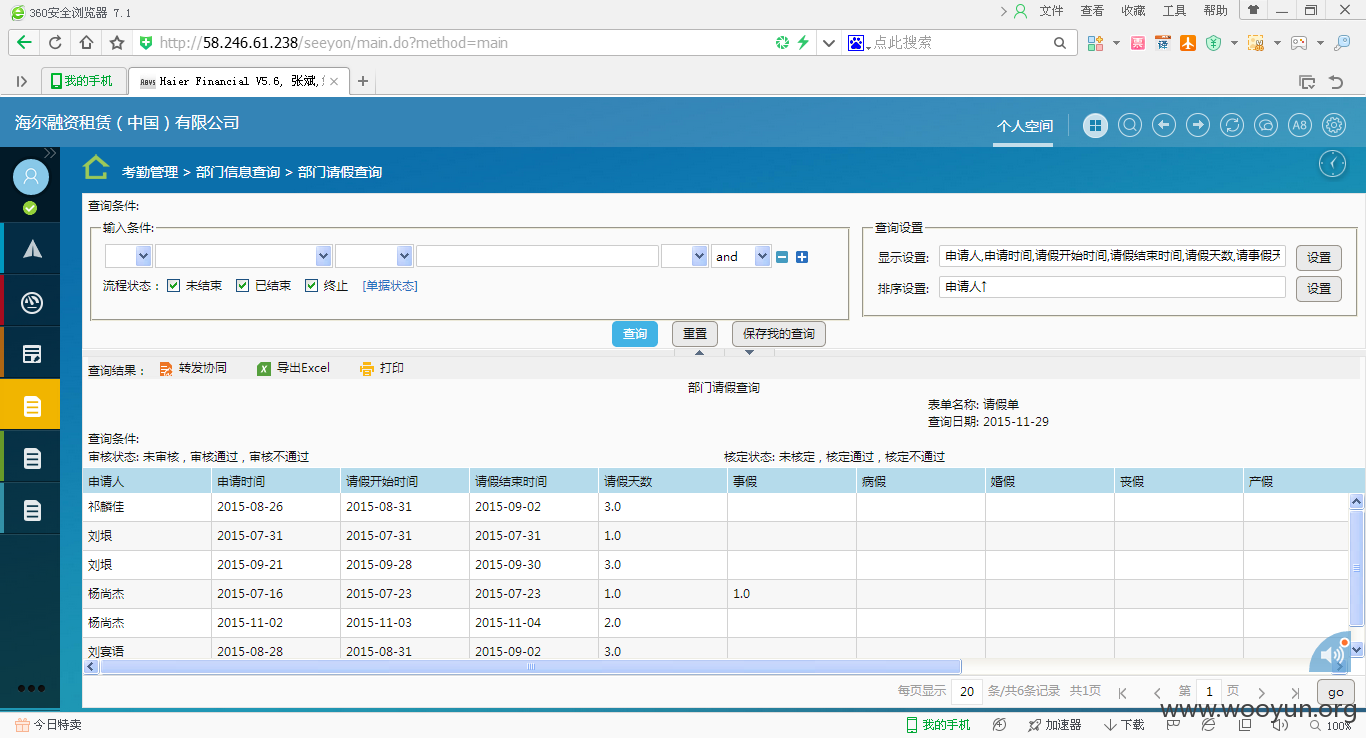 360安全浏览器 7.1 文件 查看 收藏 工具 帮助
http://58.246.61.238/seeyon/main.do?method=main 点此搜索
我的手机 Haier Financial V5.6, 张斌,
海尔融资租赁（中国）有限公司 个人空间 A8
考勤管理 > 部门信息查询 > 部门请假查询
查询条件:
输入条件: 查询设置
and 显示设置: 申请人,申请时间,请假开始时间,请假结束时间,请假天数,请事假天 设置
流程状态： 未结束 已结束 终止 [单据状态] 排序设置: 申请人↑ 设置
查询 重置 保存我的查询
查询结果： 转发协同 导出Excel 打印
部门请假查询
表单名称: 请假单
查询日期: 2015-11-29
查询条件:
审核状态: 未审核，审核通过，审核不通过 核定状态: 未核定，核定通过，核定不通过
申请人 申请时间 请假开始时间 请假结束时间 请假天数 事假 病假 婚假 丧假 产假
祁麟佳 2015-08-26 2015-08-31 2015-09-02 3.0
刘垠 2015-07-31 2015-07-31 2015-07-31 1.0
刘垠 2015-09-21 2015-09-28 2015-09-30 3.0
杨尚杰 2015-07-16 2015-07-23 2015-07-23 1.0 1.0
杨尚杰 2015-11-02 2015-11-03 2015-11-04 2.0
刘宴语 2015-08-28 2015-08-31 2015-09-02 3.0
每页显示 20 条/共6条记录 共1页 第 1 页 go
www.wooyun.org
今日特卖 我的手机 加速器 下载 100%